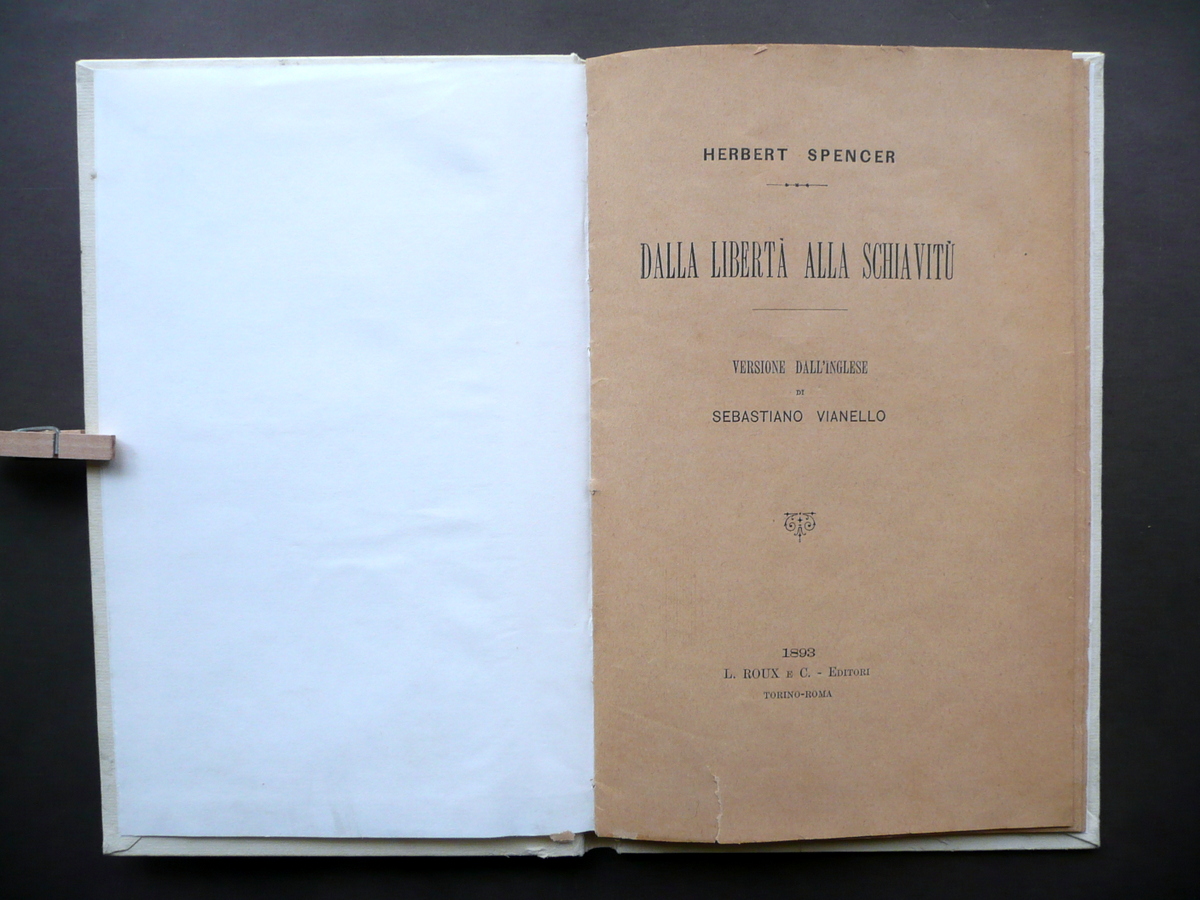 HERBERT SPENCER
DALLA LIBERTÀ ALLA SCHIAVITÙ
VERSIONE DALL'INGLESE
DI
SEBASTIANO VIANELLO
1893
L. ROUX E C. - EDITORI
TORINO-ROMA